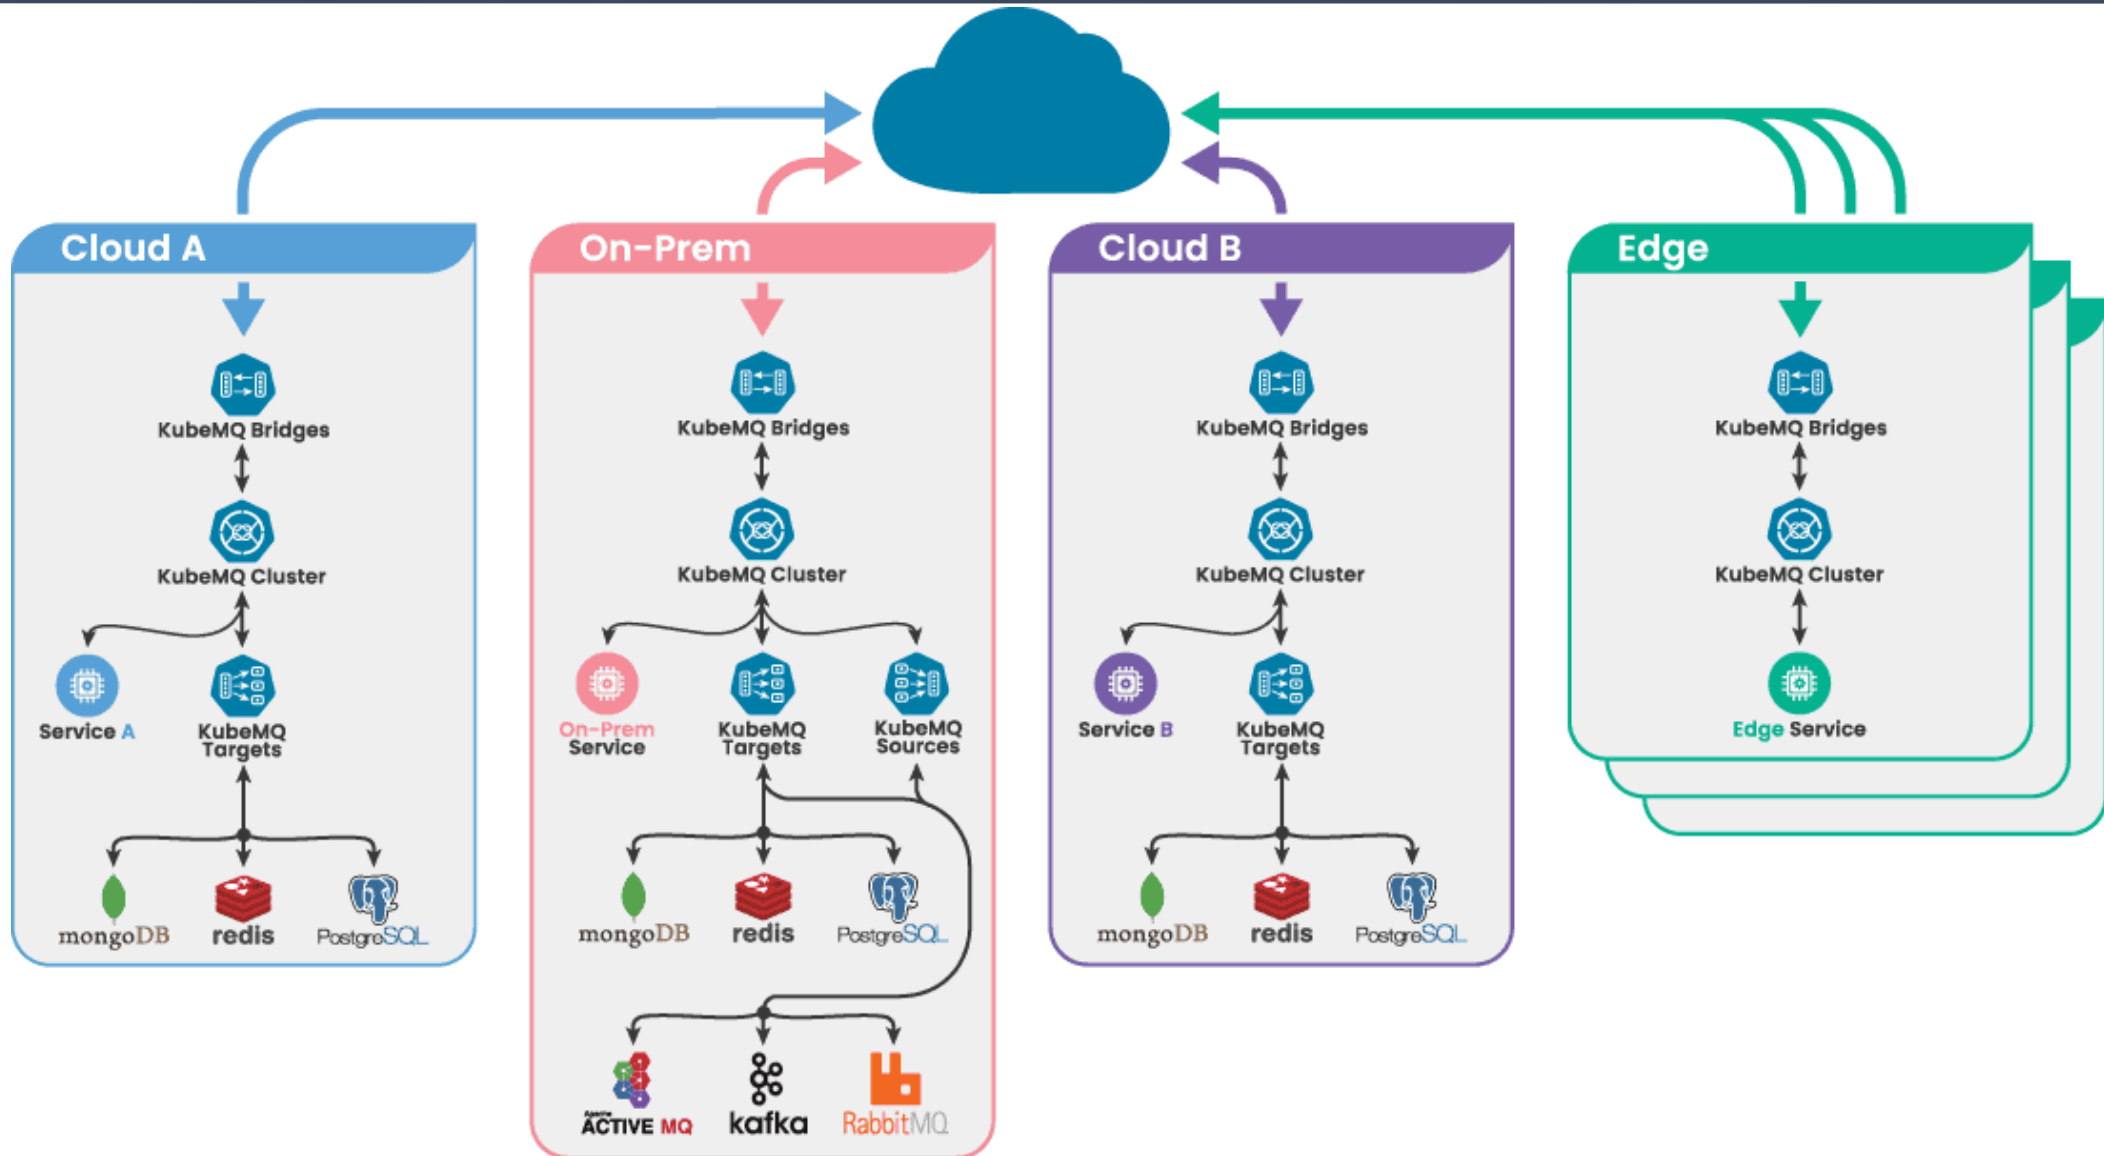 Cloud A
KubeMQ Bridges
KubeMQ Cluster
Service A
KubeMQ
Targets
mongoDB
redis
PostgreSQL
On-Prem
KubeMQ Bridges
KubeMQ Cluster
On-Prem
Service
KubeMQ
Targets
KubeMQ
Sources
mongoDB
redis
PostgreSQL
Apache
ACTIVE MQ
kafka
RabbitMQ
Cloud B
KubeMQ Bridges
KubeMQ Cluster
Service B
KubeMQ
Targets
mongoDB
redis
PostgreSQL
Edge
KubeMQ Bridges
KubeMQ Cluster
Edge Service